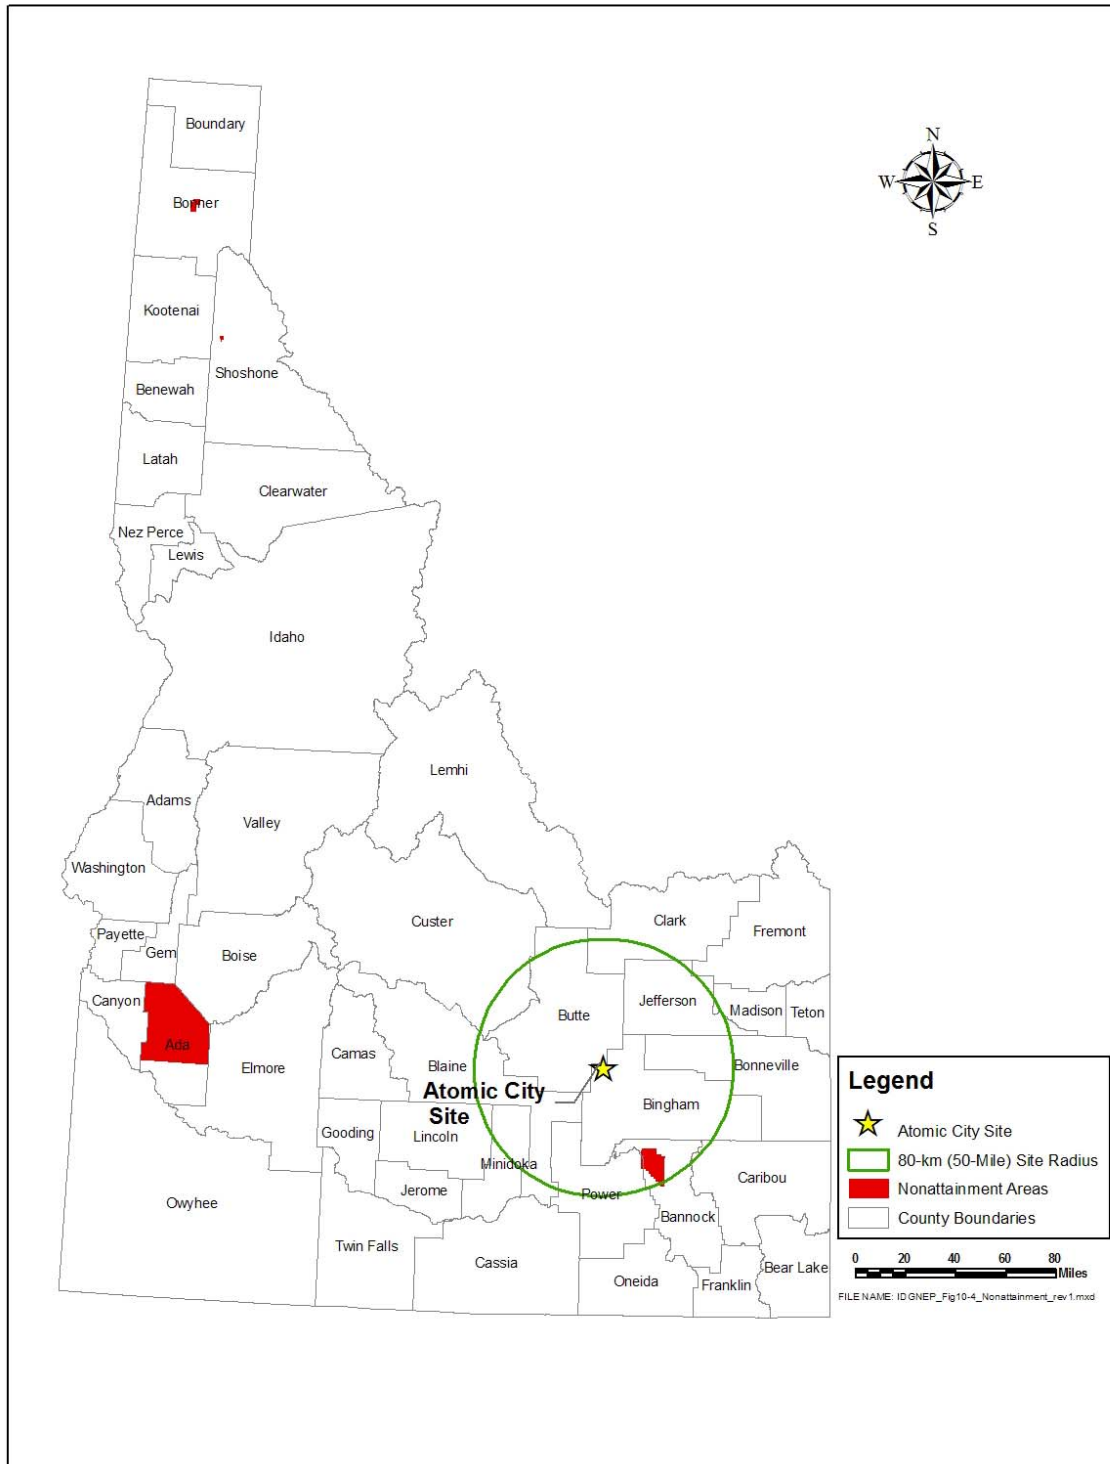 Boundary
N
W
E
S
Bonner
Kootenai
Shoshone
Benewah
Latah
Clearwater
Nez Perce
Lewis
Idaho
Lemhi
Adams
Valley
Washington
Custer
Clark
Payette
Fremont
Gem
Boise
Canyon
Jefferson
Madison
Teton
Butte
Ada
Camas
Blaine
Elmore
Bonneville
Atomic City
Site
Bingham
Gooding
Lincoln
Minidoka
Jerome
Power
Caribou
Owyhee
Bannock
Twin Falls
Cassia
Bear Lake
Oneida
Franklin
Legend
Atomic City Site
80-km (50-Mile) Site Radius
Nonattainment Areas
County Boundaries
0 20 40 60 80
Miles
FILE NAME: IDGNEP_Fig10-4_Nonattainment_rev1.mxd